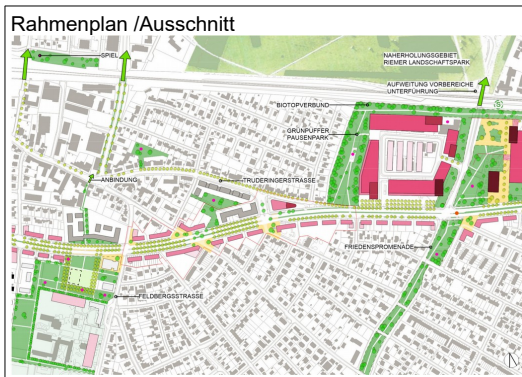 Rahmenplan /Ausschnitt
SPIEL
NAHERHOLUNGSGEBIET
RIEMER LANDSCHAFTSPARK
AUFWEITUNG VORBEREICHE
UNTERFÜHRUNG
BIOTOPVERBUND
S
GRÜNPUFFER
PAUSENPARK
ANBINDUNG
TRUDERINGERSTRASSE
FRIEDENSPROMENADE
FELDBERGSSTRASSE
N